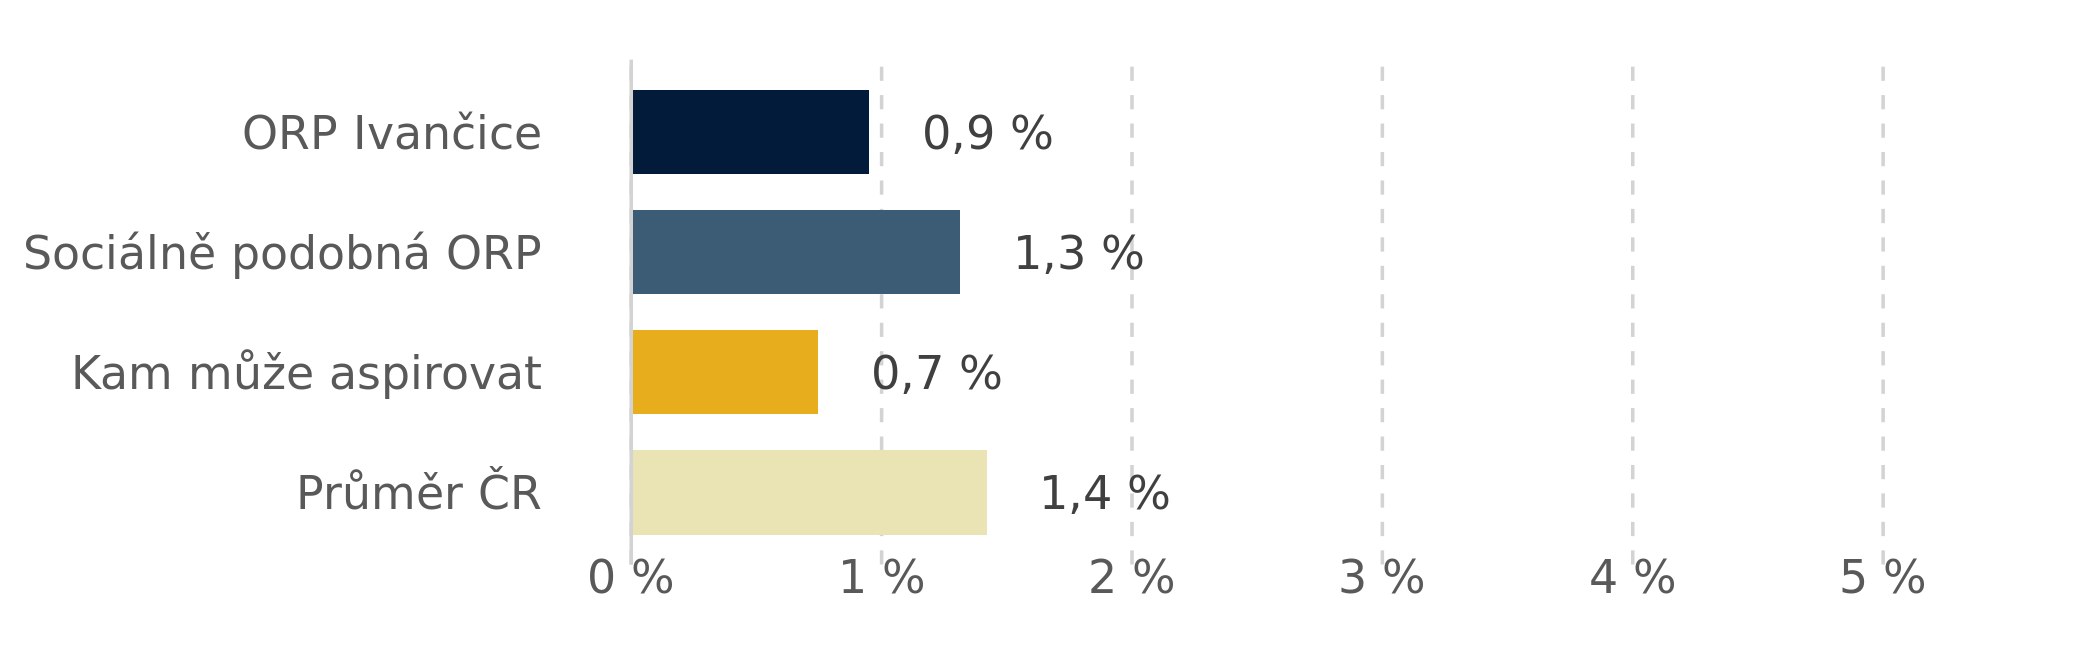 ORP Ivančice 0,9 %
Sociálně podobná ORP 1,3 %
Kam může aspirovat 0,7 %
Průměr ČR 1,4 %
0 % 1 % 2 % 3 % 4 % 5 %